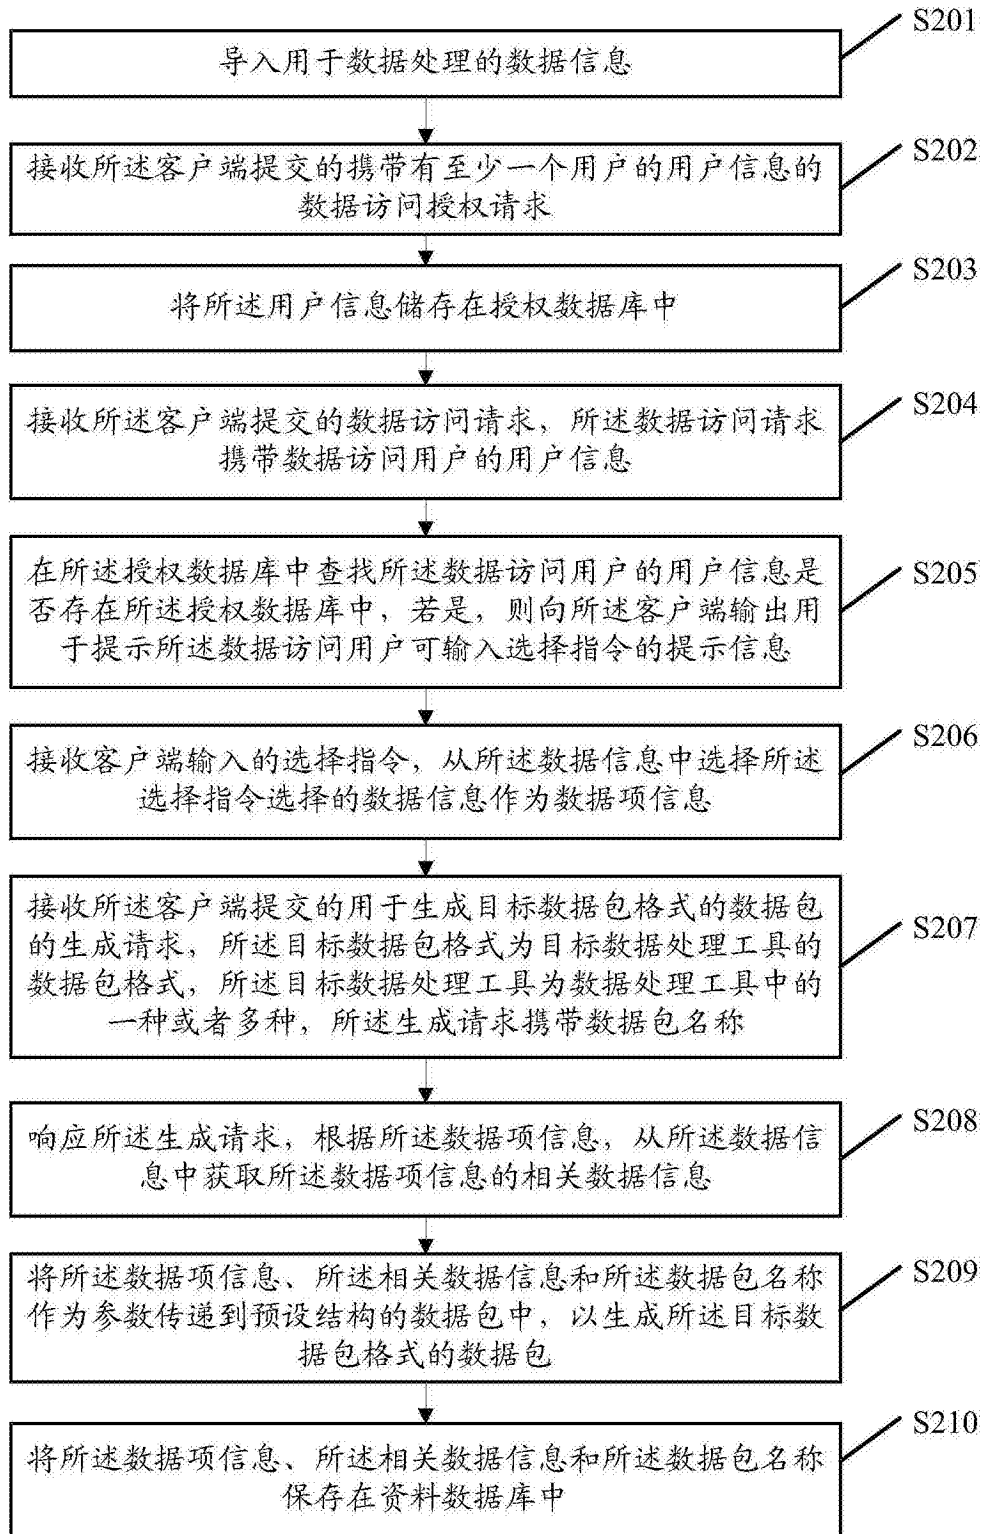 S201
导入用于数据处理的数据信息
S202
接收所述客户端提交的携带有至少一个用户的用户信息的
数据访问授权请求
S203
将所述用户信息储存在授权数据库中
S204
接收所述客户端提交的数据访问请求，所述数据访问请求
携带数据访问用户的用户信息
S205
在所述授权数据库中查找所述数据访问用户的用户信息是
否存在所述授权数据库中，若是，则向所述客户端输出用
于提示所述数据访问用户可输入选择指令的提示信息
S206
接收客户端输入的选择指令，从所述数据信息中选择所述
选择指令选择的数据信息作为数据项信息
S207
接收所述客户端提交的用于生成目标数据包格式的数据包
的生成请求，所述目标数据包格式为目标数据处理工具的
数据包格式，所述目标数据处理工具为数据处理工具中的
一种或者多种，所述生成请求携带数据包名称
S208
响应所述生成请求，根据所述数据项信息，从所述数据信
息中获取所述数据项信息的相关数据信息
S209
将所述数据项信息、所述相关数据信息和所述数据包名称
作为参数传递到预设结构的数据包中，以生成所述目标数
据包格式的数据包
S210
将所述数据项信息、所述相关数据信息和所述数据包名称
保存在资料数据库中